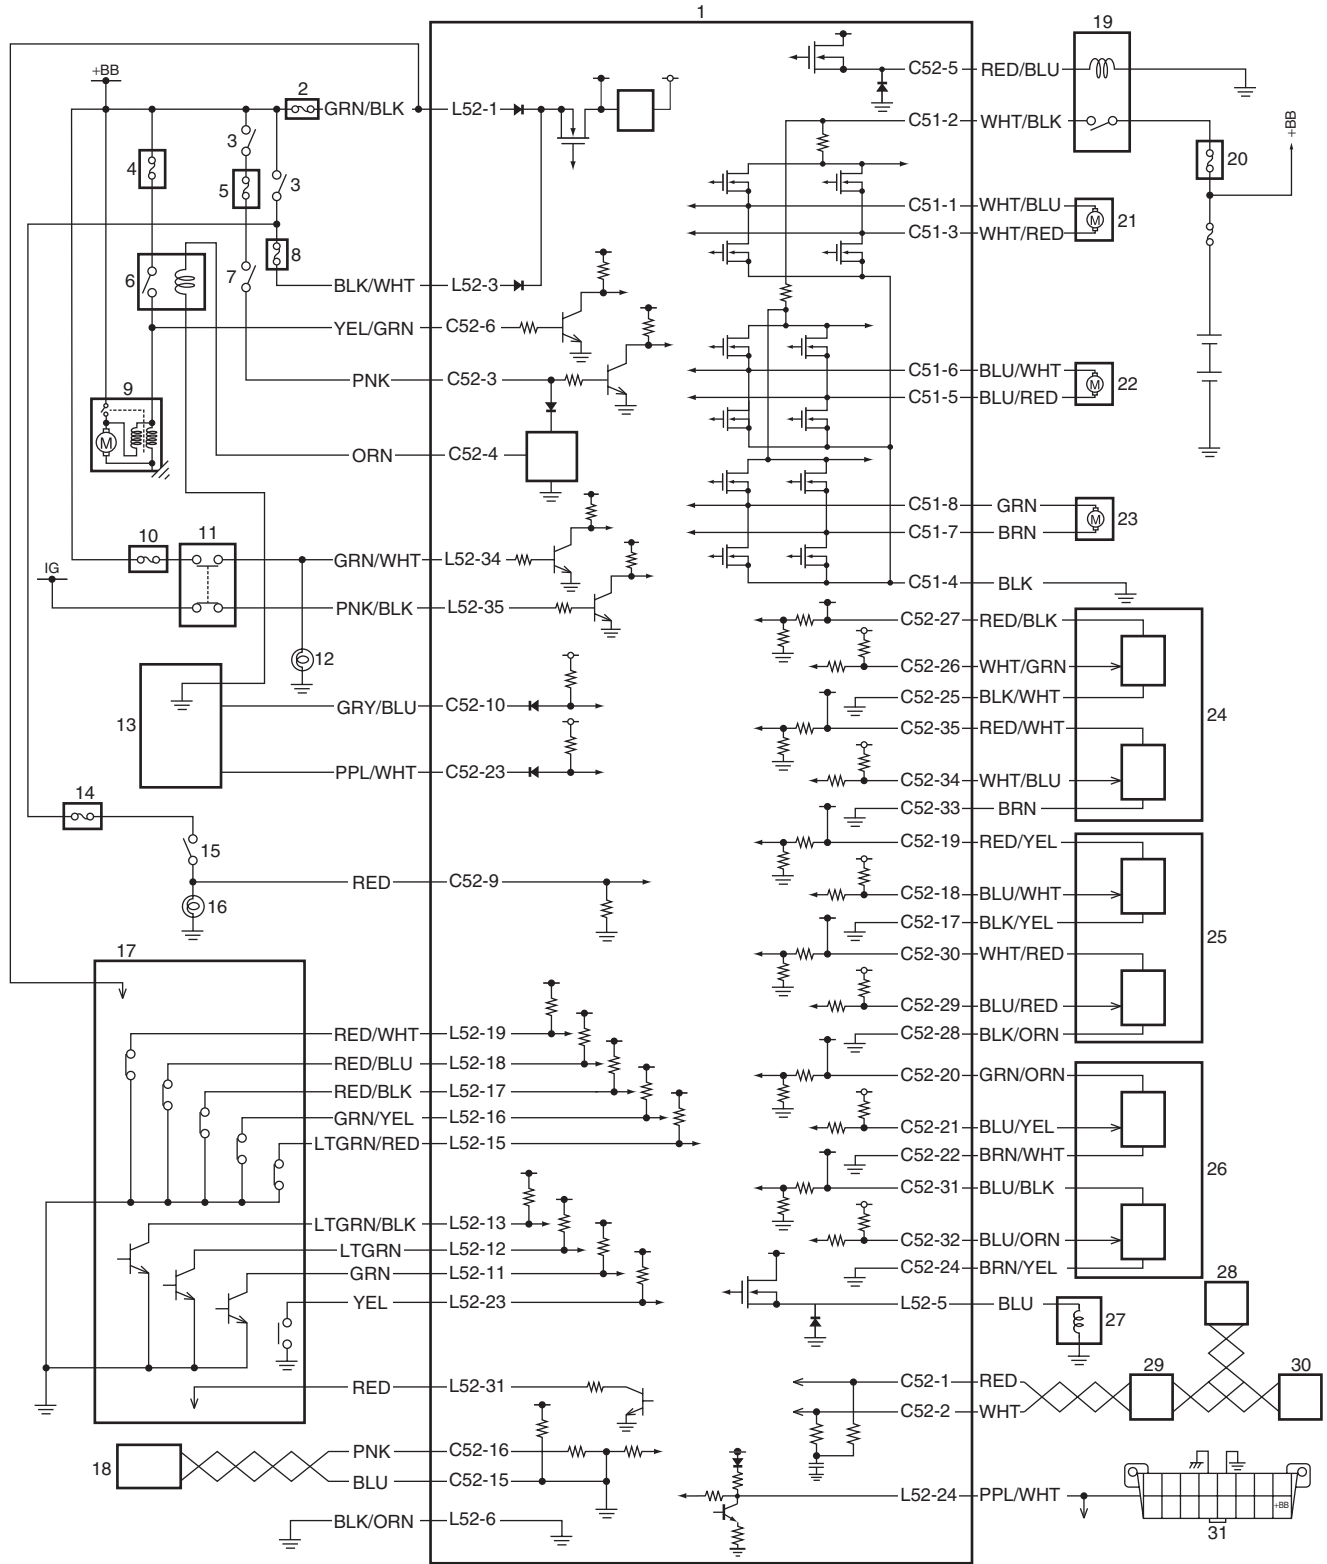 1
+BB
2
GRN/BLK
L52-1
3
4
5
3
6
7
8
BLK/WHT
L52-3
YEL/GRN
C52-6
PNK
C52-3
9
M
ORN
C52-4
10
11
GRN/WHT
L52-34
IG
PNK/BLK
L52-35
12
13
GRY/BLU
C52-10
PPL/WHT
C52-23
14
15
RED
C52-9
16
17
RED/WHT
L52-19
RED/BLU
L52-18
RED/BLK
L52-17
GRN/YEL
L52-16
LTGRN/RED
L52-15
LTGRN/BLK
L52-13
LTGRN
L52-12
GRN
L52-11
YEL
L52-23
RED
L52-31
18
PNK
C52-16
BLU
C52-15
BLK/ORN
L52-6
19
C52-5
RED/BLU
C51-2
WHT/BLK
+BB
20
C51-1
WHT/BLU
M
21
C51-3
WHT/RED
C51-6
BLU/WHT
M
22
C51-5
BLU/RED
C51-8
GRN
M
23
C51-7
BRN
C51-4
BLK
C52-27
RED/BLK
C52-26
WHT/GRN
C52-25
BLK/WHT
24
C52-35
RED/WHT
C52-34
WHT/BLU
C52-33
BRN
C52-19
RED/YEL
C52-18
BLU/WHT
C52-17
BLK/YEL
25
C52-30
WHT/RED
C52-29
BLU/RED
C52-28
BLK/ORN
C52-20
GRN/ORN
C52-21
BLU/YEL
C52-22
BRN/WHT
26
C52-31
BLU/BLK
C52-32
BLU/ORN
C52-24
BRN/YEL
28
L52-5
BLU
27
29
30
C52-1
RED
C52-2
WHT
L52-24
PPL/WHT
+BB
31